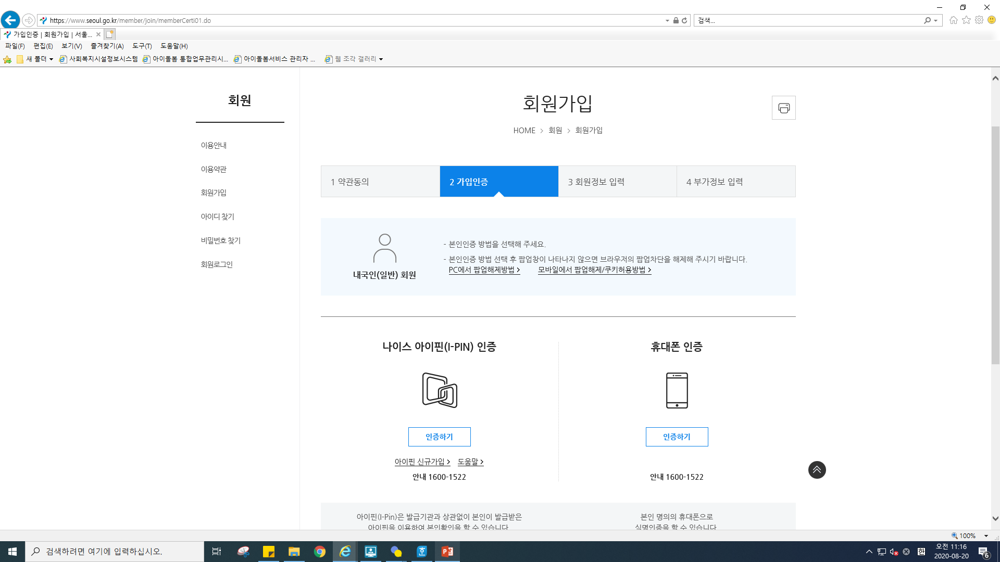 https://www.seoul.go.kr/member/join/memberCerti01.do
검색...
가입인증 | 회원가입 | 서울...
파일(F) 편집(E) 보기(V) 즐겨찾기(A) 도구(T) 도움말(H)
새 폴더 사회복지시설정보시스템 아이돌봄 통합업무관리시... 아이돌봄서비스 관리자 ... 웹 조각 갤러리
회원
이용안내
이용약관
회원가입
아이디 찾기
비밀번호 찾기
회원로그인
회원가입
HOME > 회원 > 회원가입
1 약관동의
2 가입인증
3 회원정보 입력
4 부가정보 입력
내국인(일반) 회원
- 본인인증 방법을 선택해 주세요.
- 본인인증 방법 선택 후 팝업창이 나타나지 않으면 브라우저의 팝업차단을 해제해 주시기 바랍니다.
PC에서 팝업해제방법 > 모바일에서 팝업해제/쿠키허용방법 >
나이스 아이핀(I-PIN) 인증
인증하기
아이핀 신규가입 > 도움말 >
안내 1600-1522
아이핀(I-Pin)은 발급기관과 상관없이 본인이 발급받은
아이핀을 이용하여 본인확인을 할 수 있습니다
휴대폰 인증
인증하기
안내 1600-1522
본인 명의의 휴대폰으로
실명인증을 할 수 있습니다
100%
검색하려면 여기에 입력하십시오.
한
오전 11:16
2020-08-20
6